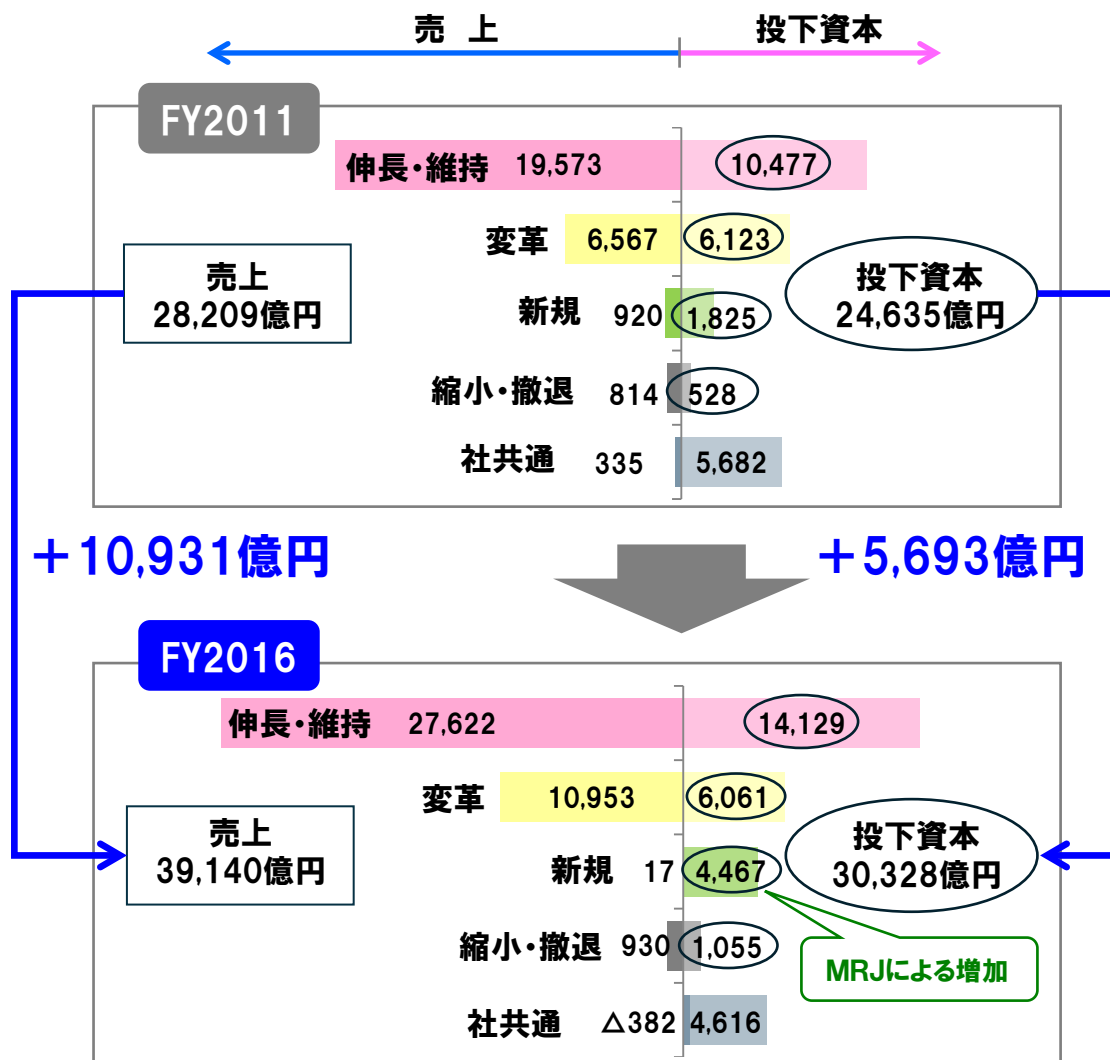 売 上
投下資本
FY2011
伸長・維持 19,573 10,477
変革 6,567 6,123
売上
28,209億円
投下資本
24,635億円
新規 920 1,825
縮小・撤退 814 528
社共通 335 5,682
＋10,931億円
＋5,693億円
FY2016
伸長・維持 27,622 14,129
変革 10,953 6,061
売上
39,140億円
投下資本
30,328億円
新規 17 4,467
縮小・撤退 930 1,055
MRJによる増加
社共通 △382 4,616